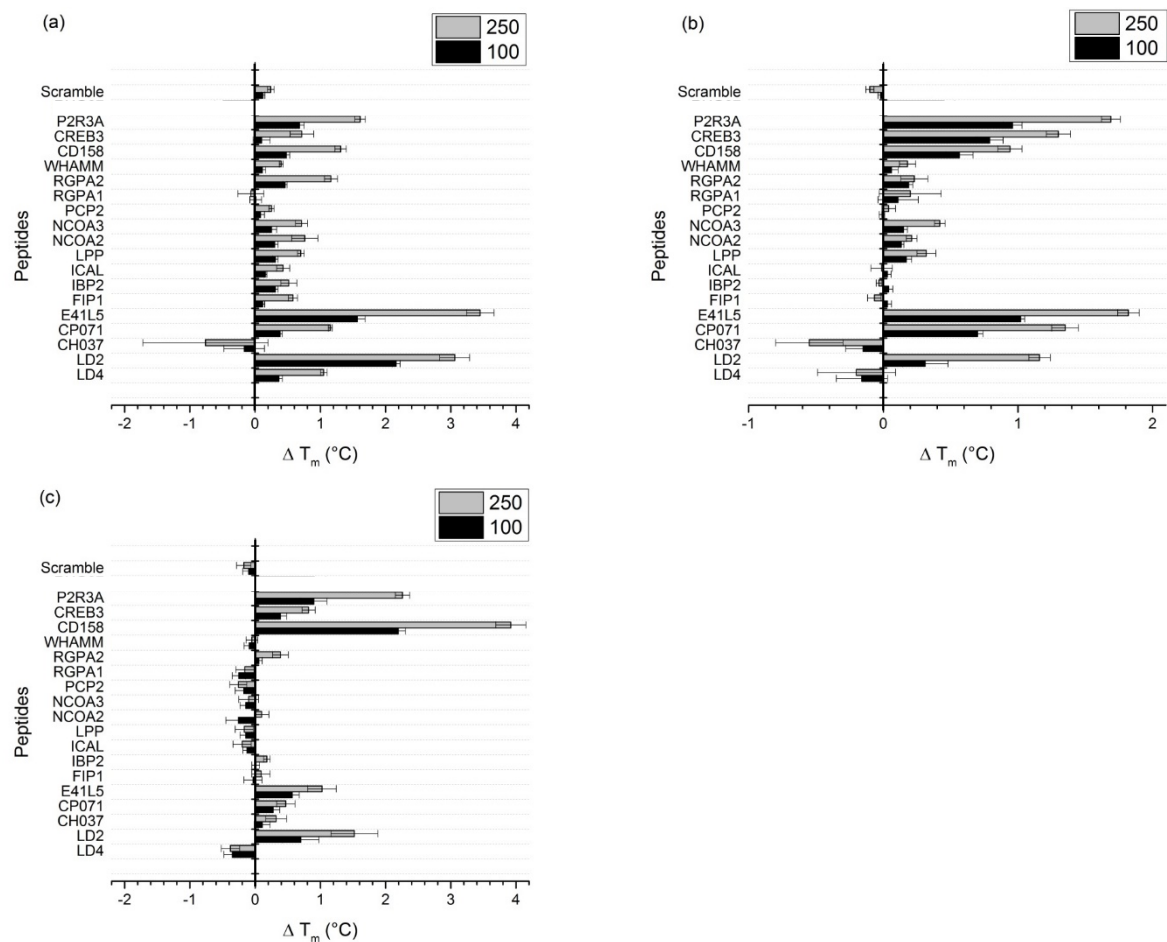 (a)
250
100
Scramble
P2R3A
CREB3
CD158
WHAMM
RGPA2
RGPA1
PCP2
NCOA3
NCOA2
LPP
ICAL
IBP2
FIP1
E41L5
CP071
CH037
LD2
LD4
Peptides
-2 -1 0 1 2 3 4
Δ Tm (°C)
(b)
250
100
Scramble
P2R3A
CREB3
CD158
WHAMM
RGPA2
RGPA1
PCP2
NCOA3
NCOA2
LPP
ICAL
IBP2
FIP1
E41L5
CP071
CH037
LD2
LD4
Peptides
-1 0 1 2
Δ Tm (°C)
(c)
250
100
Scramble
P2R3A
CREB3
CD158
WHAMM
RGPA2
RGPA1
PCP2
NCOA3
NCOA2
LPP
ICAL
IBP2
FIP1
E41L5
CP071
CH037
LD2
LD4
Peptides
-2 -1 0 1 2 3 4
Δ Tm (°C)